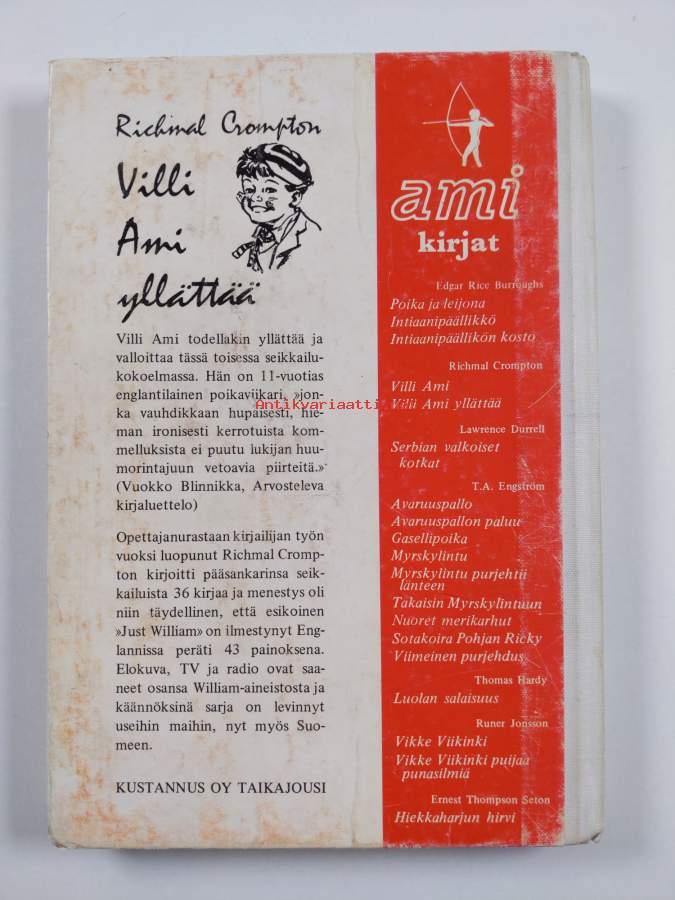 Richmal Crompton
Villi
Ami
yllättää
Villi Ami todellakin yllättää ja
valloittaa tässä toisessa seikkailu-
kokoelmassa. Hän on 11-vuotias
englantilainen poikaviikari, »jon-
ka vauhdikkaan hupaisesti, hie-
man ironisesti kerrotuista kom-
melluksista ei puutu lukijan huu-
morintajuun vetoavia piirteitä.»
(Vuokko Blinnikka, Arvosteleva
kirjaluettelo)
Opettajanurastaan kirjailijan työn
vuoksi luopunut Richmal Cromp-
ton kirjoitti pääsankarinsa seik-
kailuista 36 kirjaa ja menestys oli
niin täydellinen, että esikoinen
»Just William» on ilmestynyt Eng-
lannissa peräti 43 painoksena.
Elokuva, TV ja radio ovat saa-
neet osansa William-aineistosta ja
käännöksinä sarja on levinnyt
useihin maihin, nyt myös Suo-
meen.
KUSTANNUS OY TAIKAJOUSI
ami
kirjat
Edgar Rice Burroughs
Poika ja leijona
Intiaanipäällikkö
Intiaanipäällikön kosto
Richmal Crompton
Villi Ami
Villi Ami yllättää
Lawrence Durrell
Serbian valkoiset
kotkat
T.A. Engström
Avaruuspallo
Avaruuspallon paluu
Gasellipoika
Myrskylintu
Myrskylintu purjehtii
länteen
Takaisin Myrskylintuun
Nuoret merikarhut
Sotakoira Pohjan Ricky
Viimeinen purjehdus
Thomas Hardy
Luolan salaisuus
Runer Jonsson
Vikke Viikinki
Vikke Viikinki puijaa
punasilmiä
Ernest Thompson Seton
Hiekkaharjun hirvi